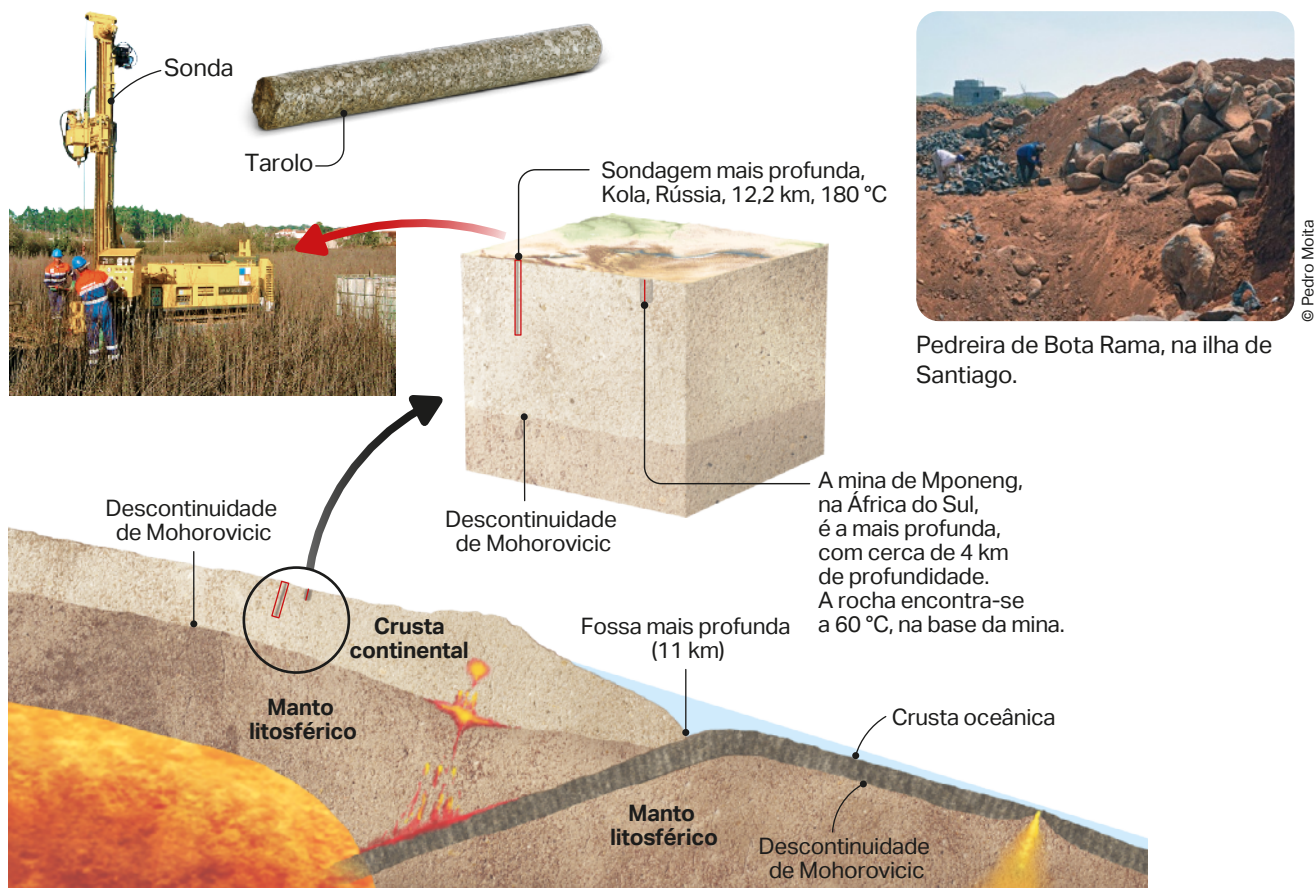 Sonda
Tarolo
Sondagem mais profunda,
Kola, Rússia, 12,2 km, 180 °C
© Pedro Moita
Pedreira de Bota Rama, na ilha de
Santiago.
Descontinuidade
de Mohorovicic
Descontinuidade
de Mohorovicic
A mina de Mponeng,
na África do Sul,
é a mais profunda,
com cerca de 4 km
de profundidade.
A rocha encontra-se
a 60 °C, na base da mina.
Crusta
continental
Fossa mais profunda
(11 km)
Manto
litosférico
Crusta oceânica
Manto
litosférico
Descontinuidade
de Mohorovicic